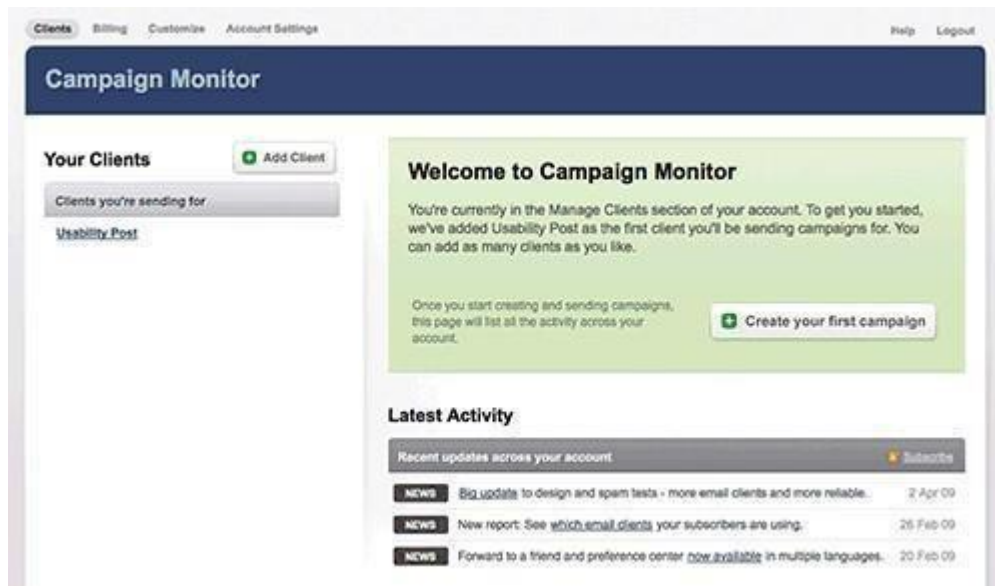 Clients Billing Customize Account Settings Help Logout
Campaign Monitor
Your Clients
Add Client
Clients you're sending for
Usability Post
Welcome to Campaign Monitor
You're currently in the Manage Clients section of your account. To get you started,
we've added Usability Post as the first client you'll be sending campaigns for. You
can add as many clients as you like.
Once you start creating and sending campaigns,
this page will list all the activity across your
account.
Create your first campaign
Latest Activity
Recent updates across your account Subscribe
NEWS Big update to design and spam tests - more email clients and more reliable. 2 Apr 09
NEWS New report: See which email clients your subscribers are using. 26 Feb 09
NEWS Forward to a friend and preference center now available in multiple languages. 20 Feb 09